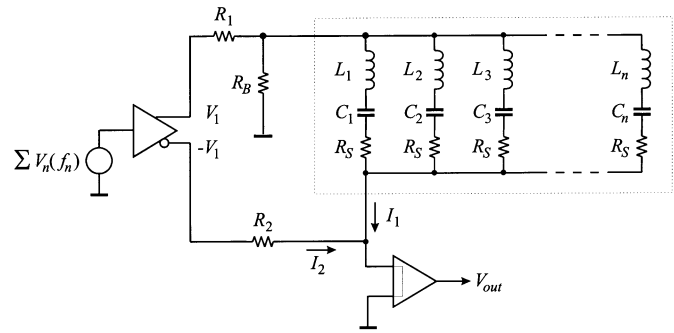 R1
L1 L2 L3 Ln
RB
V1
C1 C2 C3 Cn
-V1
RS RS RS RS
∑ Vn(fn)
I1
R2
I2
Vout